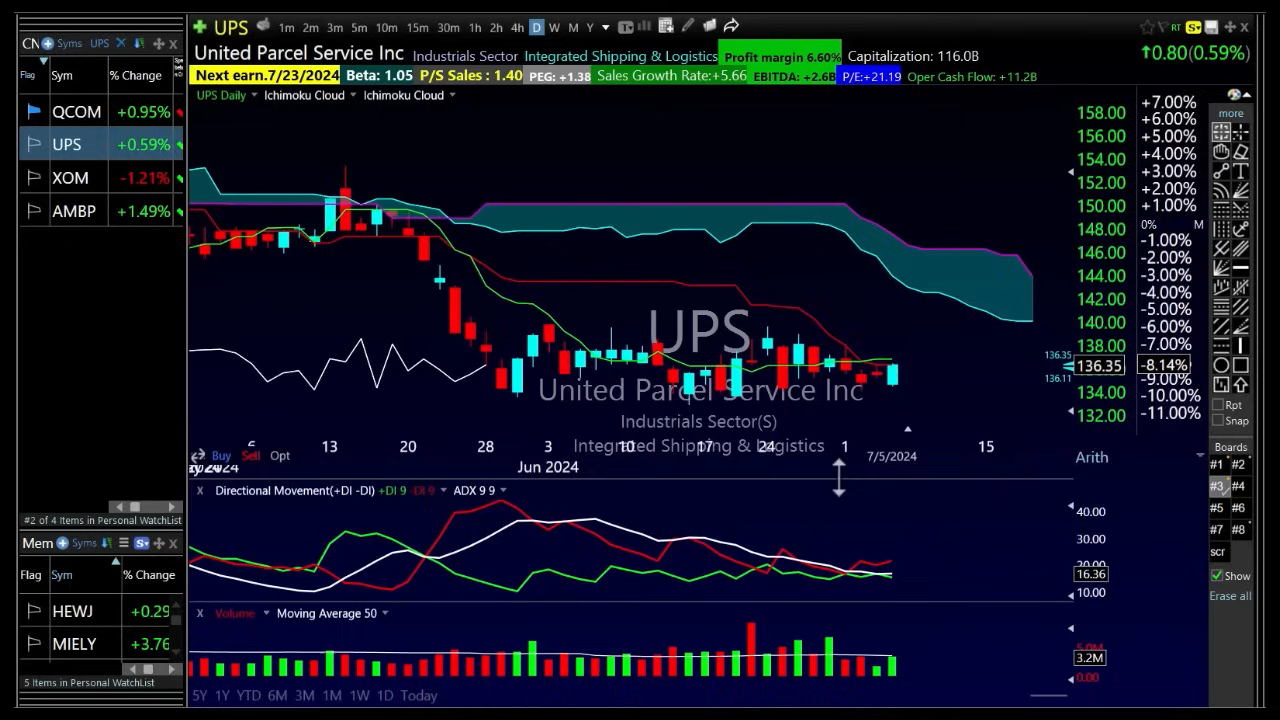 UPS 1m 2m 3m 5m 10m 15m 30m 1h 2h 4h D W M Y RT S
United Parcel Service Inc Industrials Sector Integrated Shipping & Logistics Profit margin 6.60% Capitalization: 116.0B
↑0.80(0.59%)
Next earn.7/23/2024 Beta: 1.05 P/S Sales : 1.40 PEG: +1.38 Sales Growth Rate:+5.66 EBITDA: +2.6B P/E:+21.19 Oper Cash Flow: +11.2B
UPS Daily Ichimoku Cloud Ichimoku Cloud
CN Syms UPS X
Flag Sym % Change
QCOM +0.95%
UPS +0.59%
XOM -1.21%
AMBP +1.49%
#2 of 4 Items in Personal WatchList
Mem Syms S
Flag Sym % Change
HEWJ +0.29
MIELY +3.76
5 Items in Personal WatchList
UPS
United Parcel Service Inc
Industrials Sector(S)
Integrated Shipping & Logistics
158.00
156.00
154.00
152.00
150.00
148.00
146.00
144.00
142.00
140.00
138.00
136.35
136.35
136.11
134.00
132.00
+7.00%
+6.00%
+5.00%
+4.00%
+3.00%
+2.00%
+1.00%
0% M
-1.00%
-2.00%
-3.00%
-4.00%
-5.00%
-6.00%
-7.00%
-8.14%
-9.00%
-10.00%
-11.00%
6 13 20 28 3 10 17 24 1 7/5/2024 15
Buy Sell Opt
Jun 2024
Arith
X Directional Movement(+DI -DI) +DI 9 -DI 9 ADX 9 9
40.00
30.00
20.00
16.36
10.00
X Volume Moving Average 50
5.0M
3.2M
0.00
5Y 1Y YTD 6M 3M 1M 1W 1D Today
more
Rpt
Snap
Boards
#1 #2
#3 #4
#5 #6
#7 #8
scr
Show
Erase all